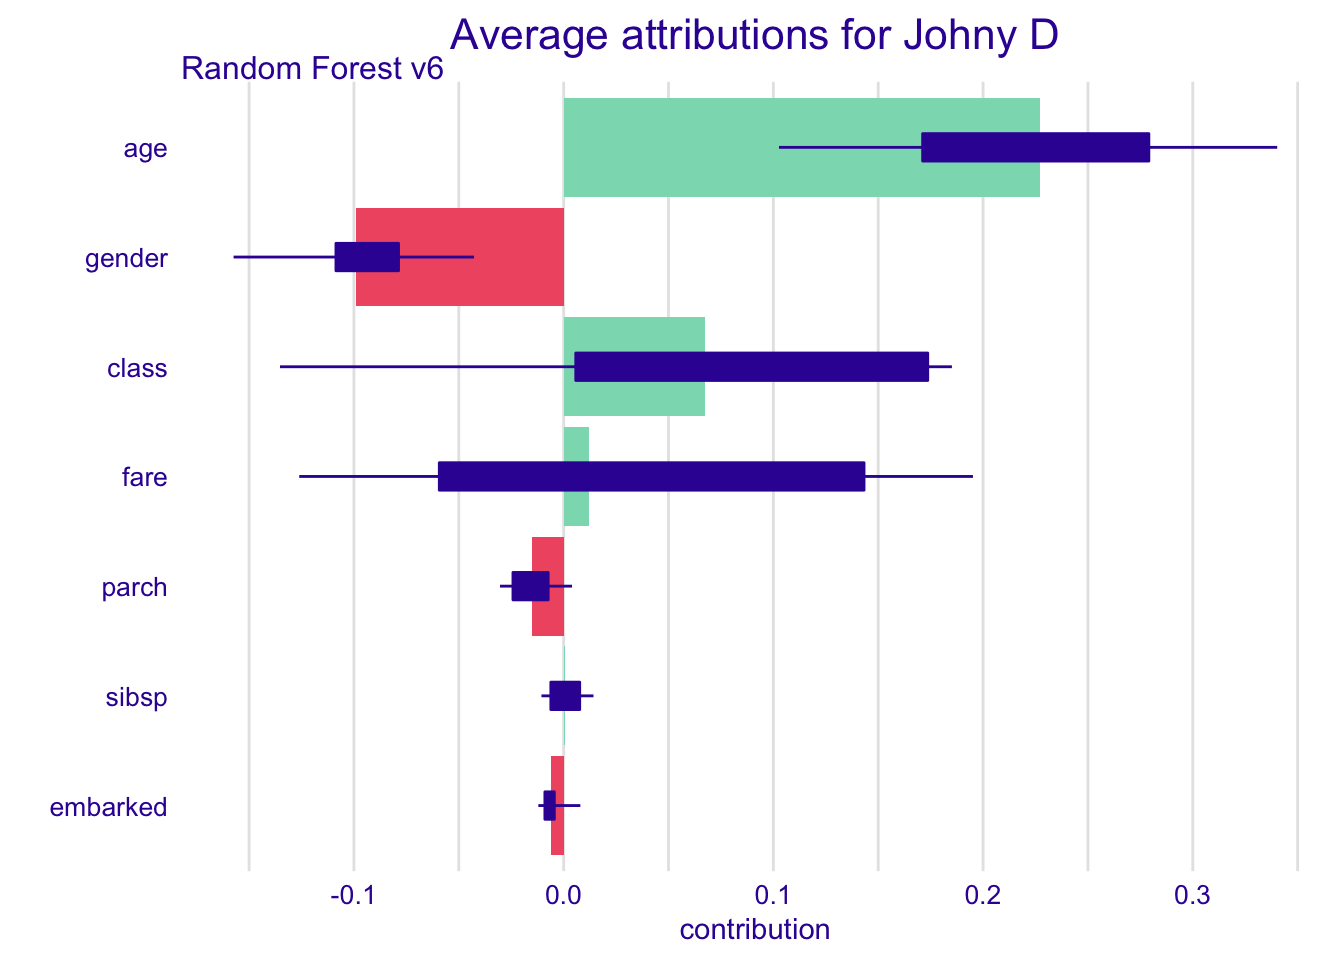 Average attributions for Johny D
Random Forest v6
age
gender
class
fare
parch
sibsp
embarked
-0.1 0.0 0.1 0.2 0.3
contribution